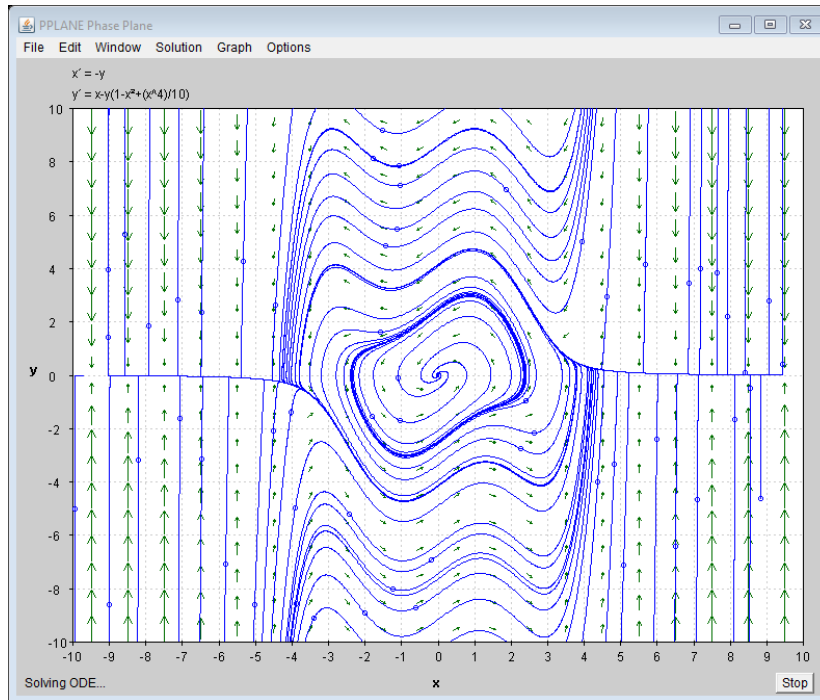 PPLANE Phase Plane
File Edit Window Solution Graph Options
x´ = -y
y´ = x-y(1-x²+(x^4)/10)
10
8
6
4
2
y
0
-2
-4
-6
-8
-10
-10 -9 -8 -7 -6 -5 -4 -3 -2 -1 0 1 2 3 4 5 6 7 8 9 10
Solving ODE... x Stop